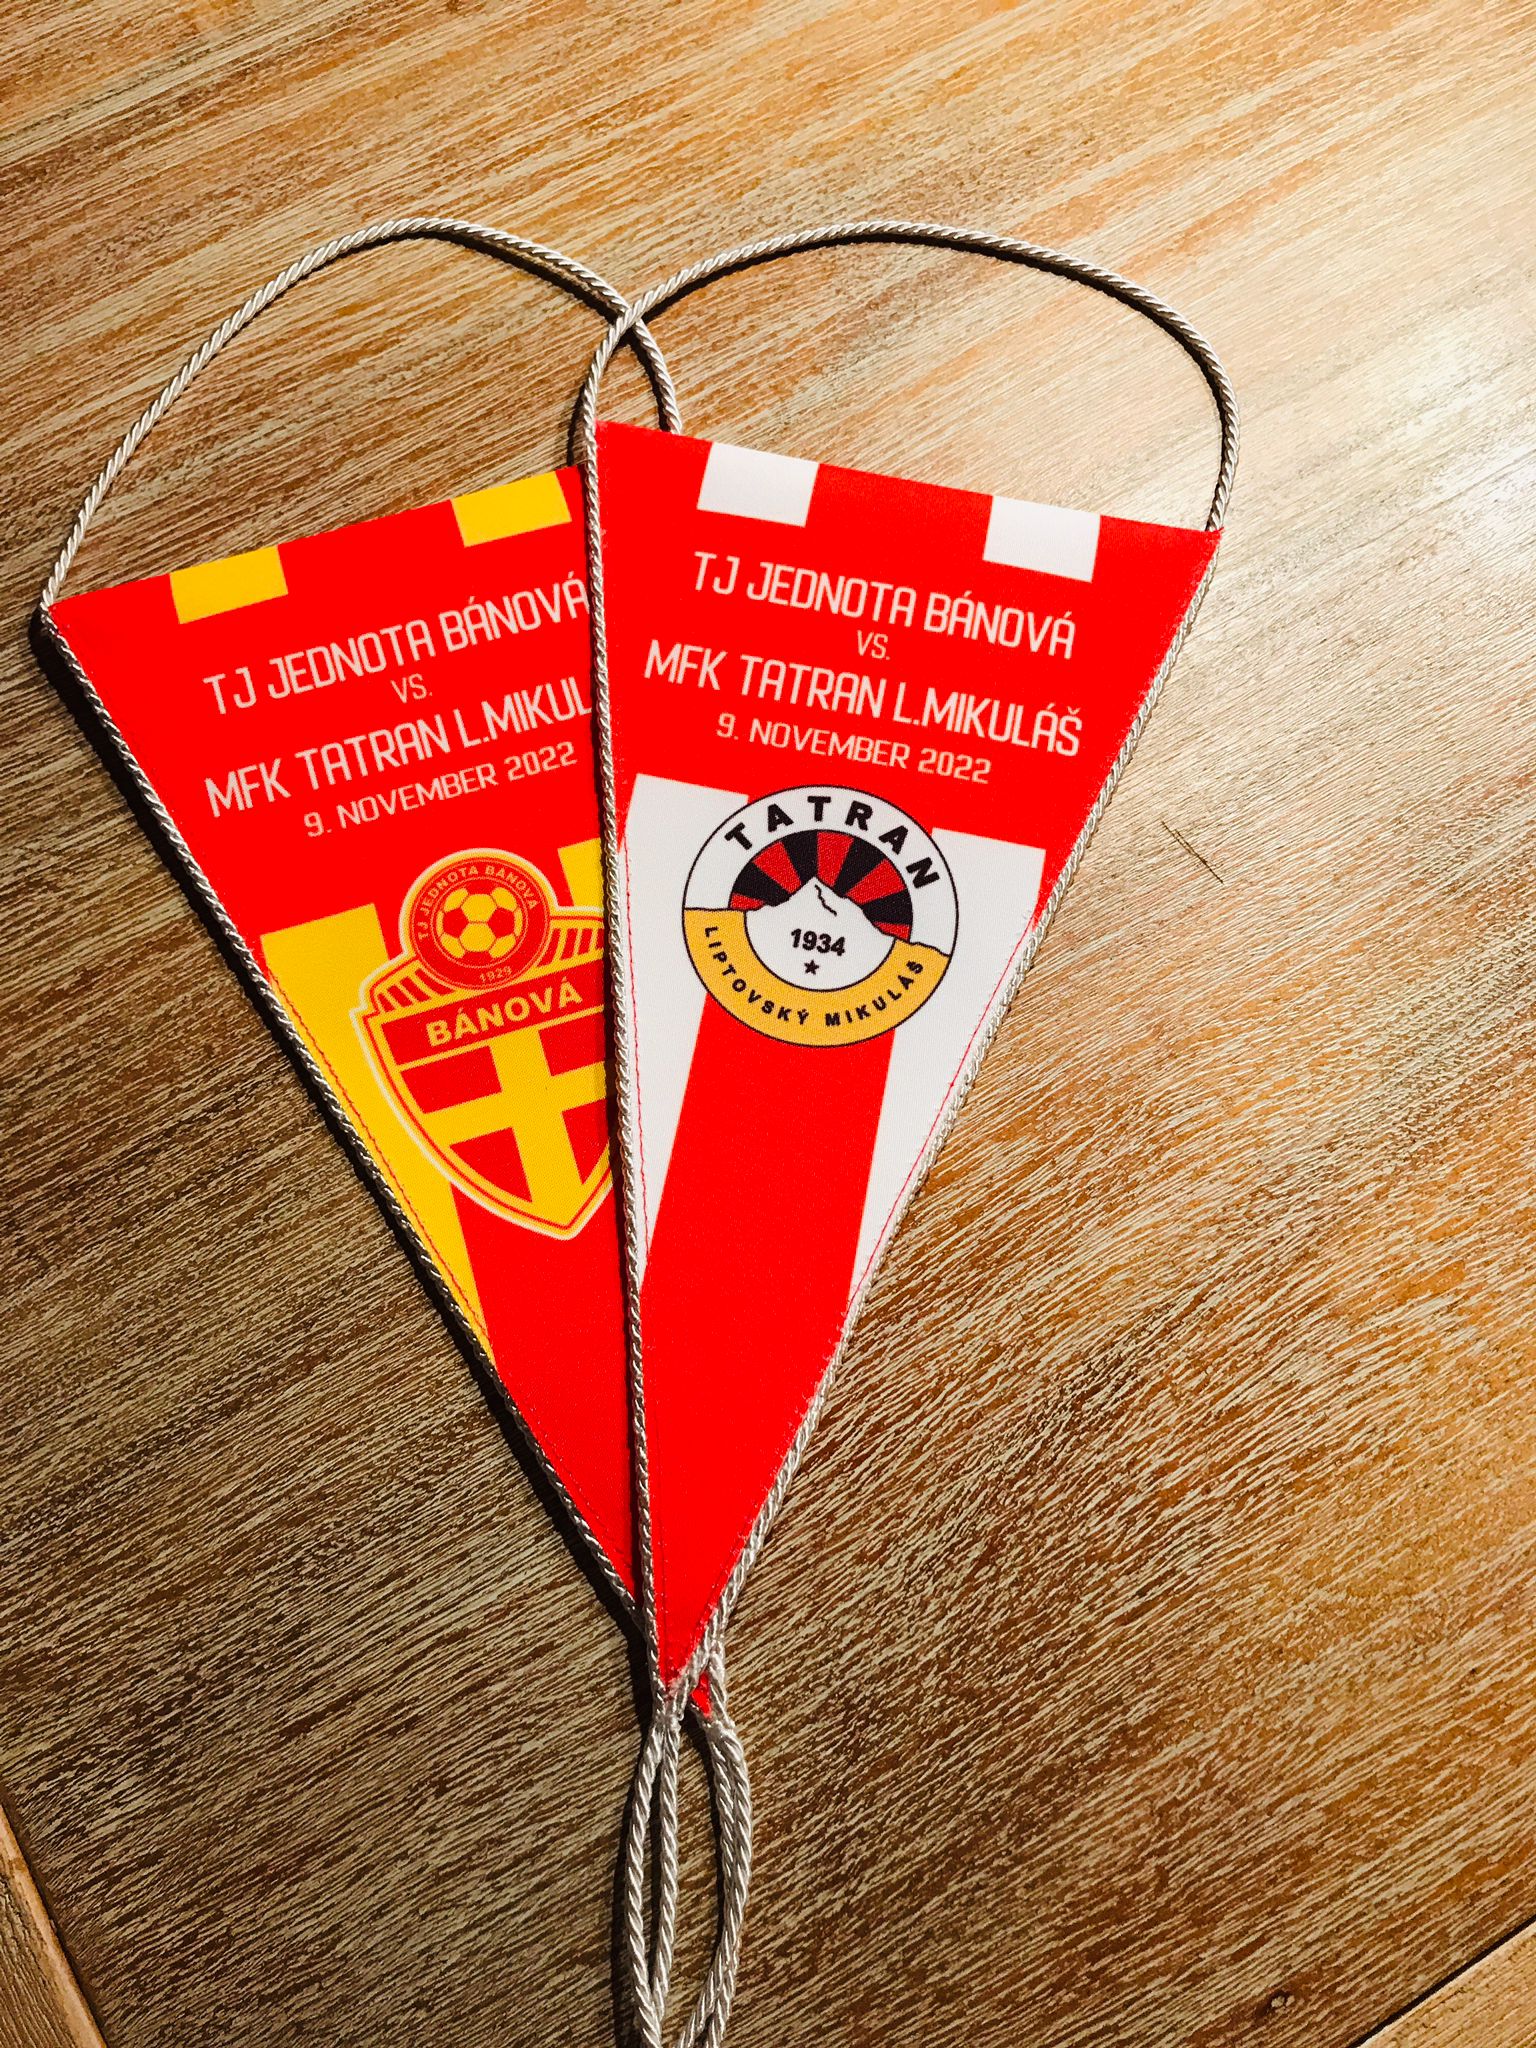 TJ JEDNOTA BÁNOVÁ
VS.
MFK TATRAN L.MIKUL
9. NOVEMBER 2022
TJ JEDNOTA BÁNOVÁ
1929
BÁNOVÁ
TJ JEDNOTA BÁNOVÁ
VS.
MFK TATRAN L.MIKULÁŠ
9. NOVEMBER 2022
TATRAN
1934
LIPTOVSKÝ MIKULÁŠ